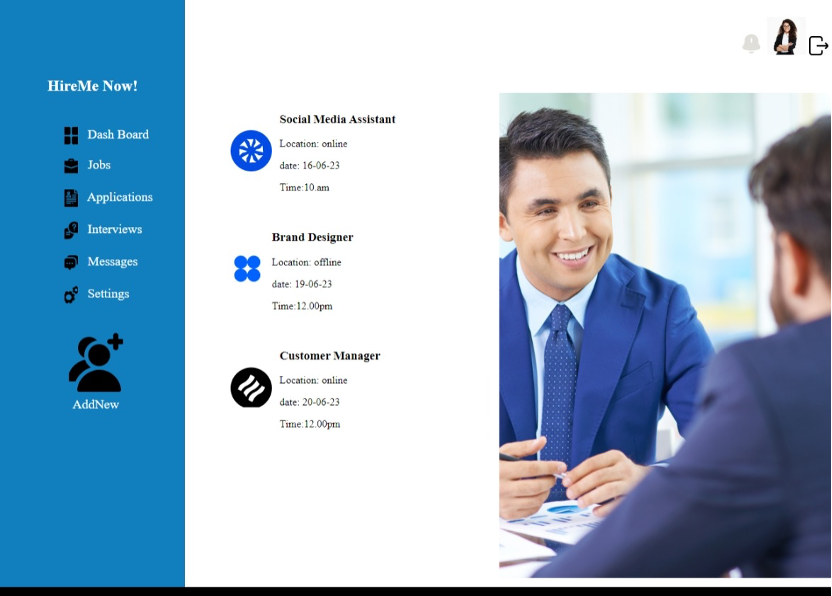 HireMe Now!
Dash Board
Jobs
Applications
Interviews
Messages
Settings
AddNew
Social Media Assistant
Location: online
date: 16-06-23
Time:10.am
Brand Designer
Location: offline
date: 19-06-23
Time:12.00pm
Customer Manager
Location: online
date: 20-06-23
Time:12.00pm